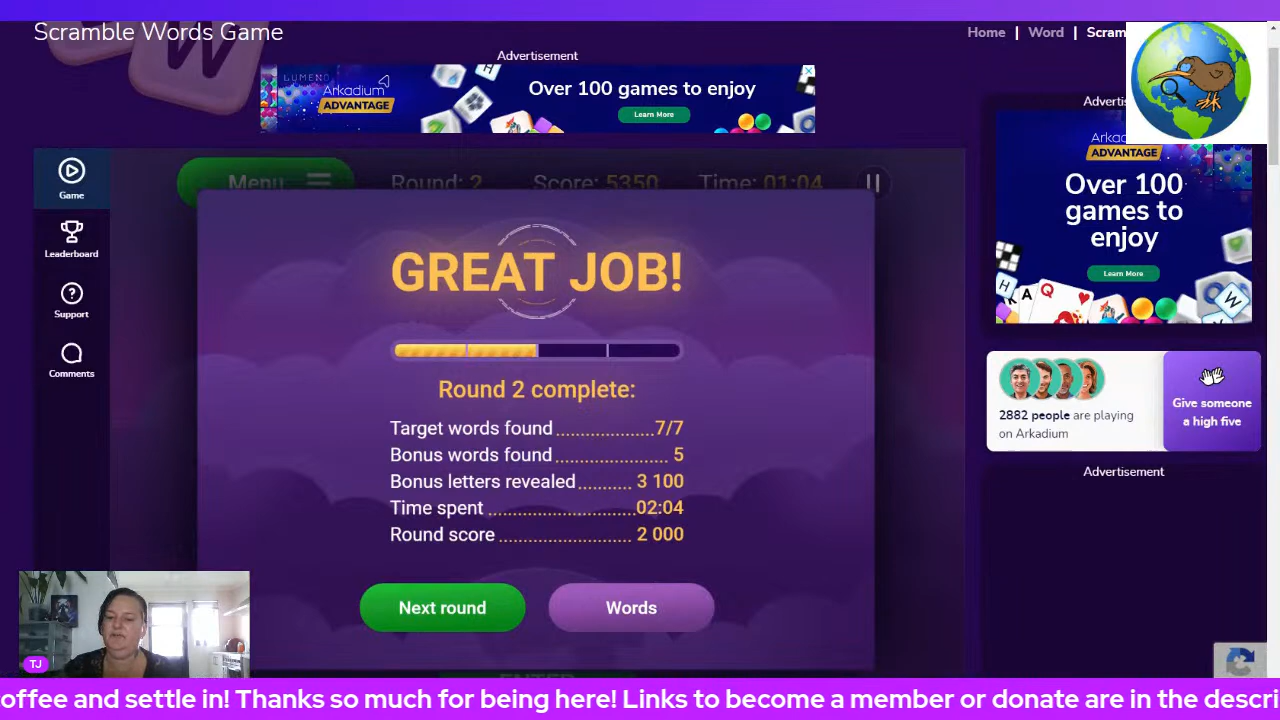 Scramble Words Game
Home | Word | Scram
Advertisement
LUMENO
Arkadium
ADVANTAGE
Over 100 games to enjoy
Learn More
Game
Leaderboard
Support
Comments
Menu
Round: 2
Score: 5350
Time: 01:04
GREAT JOB!
Round 2 complete:
Target words found ....................7/7
Bonus words found ....................... 5
Bonus letters revealed .......... 3 100
Time spent ............................02:04
Round score ......................... 2 000
Next round
Words
Adverti
ADVANTAGE
Over 100
games to
enjoy
Learn More
2882 people are playing
on Arkadium
Give someone
a high five
Advertisement
TJ
offee and settle in! Thanks so much for being here! Links to become a member or donate are in the descri